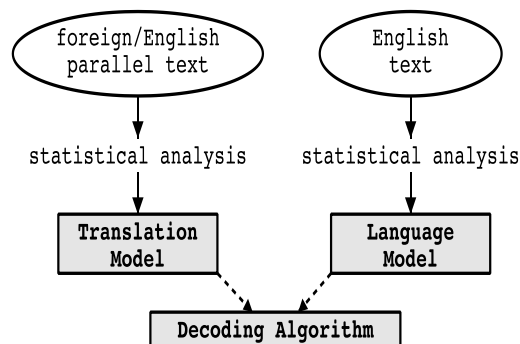 foreign/English
parallel text
English
text
statistical analysis
statistical analysis
Translation
Model
Language
Model
Decoding Algorithm